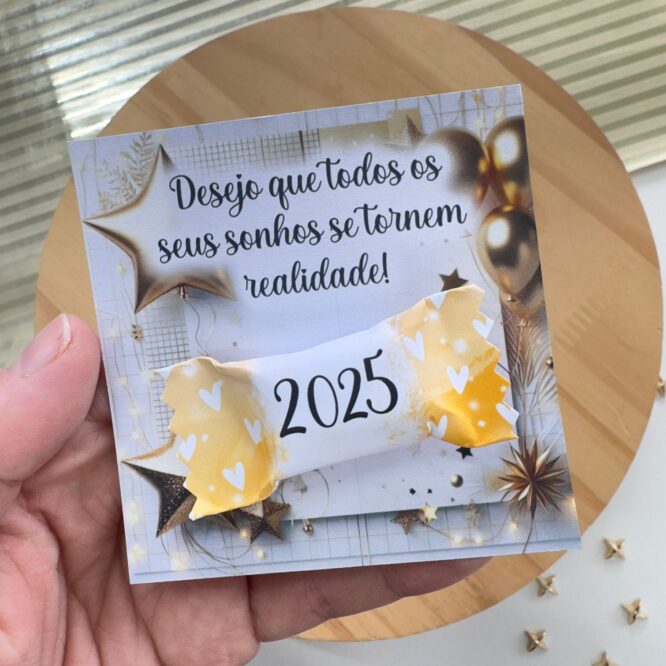 Desejo que todos os
seus sonhos se tornem
realidade!
2025